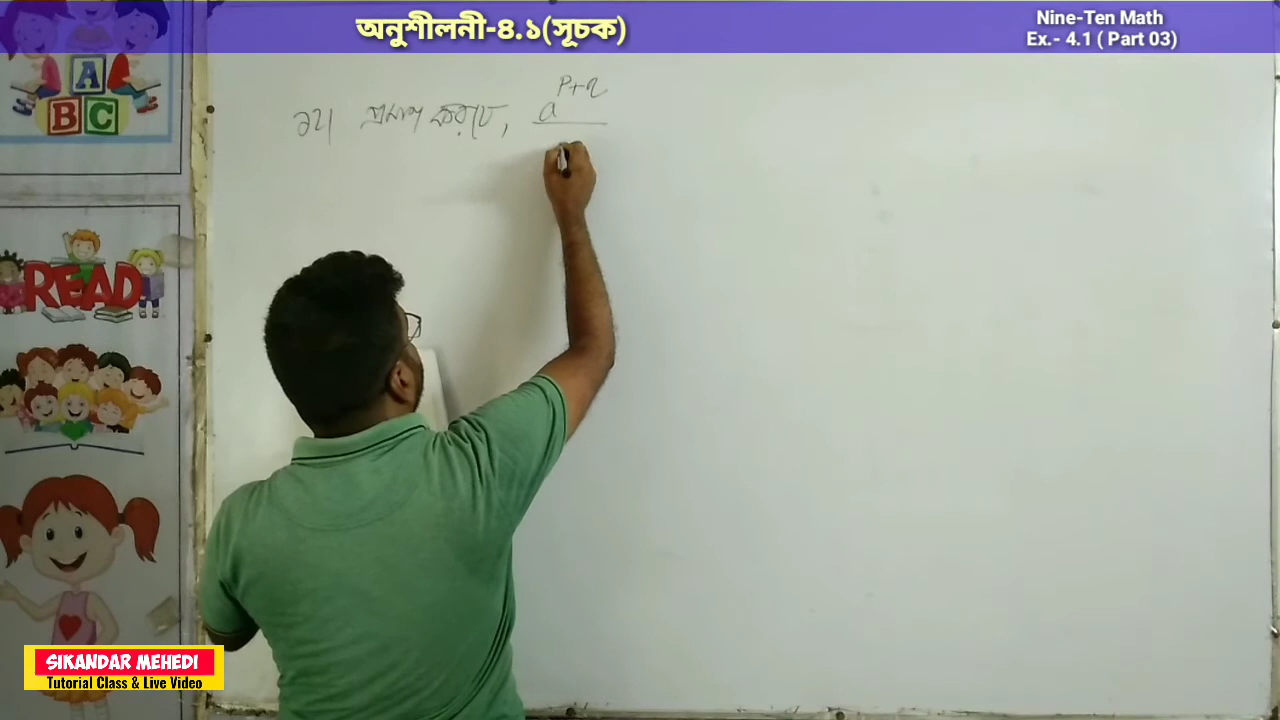 অনুশীলনী-৪.১(সূচক)
Nine-Ten Math
Ex.- 4.1 ( Part 03)
A
B C
১২। প্রমাণ কর যে, a^{p+q}
READ
SIKANDAR MEHEDI
Tutorial Class & Live Video